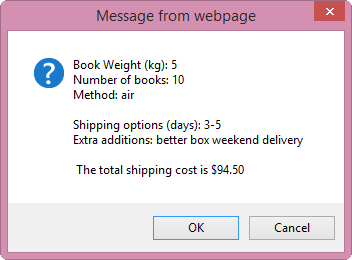 Message from webpage
Book Weight (kg): 5
Number of books: 10
Method: air
Shipping options (days): 3-5
Extra additions: better box weekend delivery
The total shipping cost is $94.50
OK
Cancel